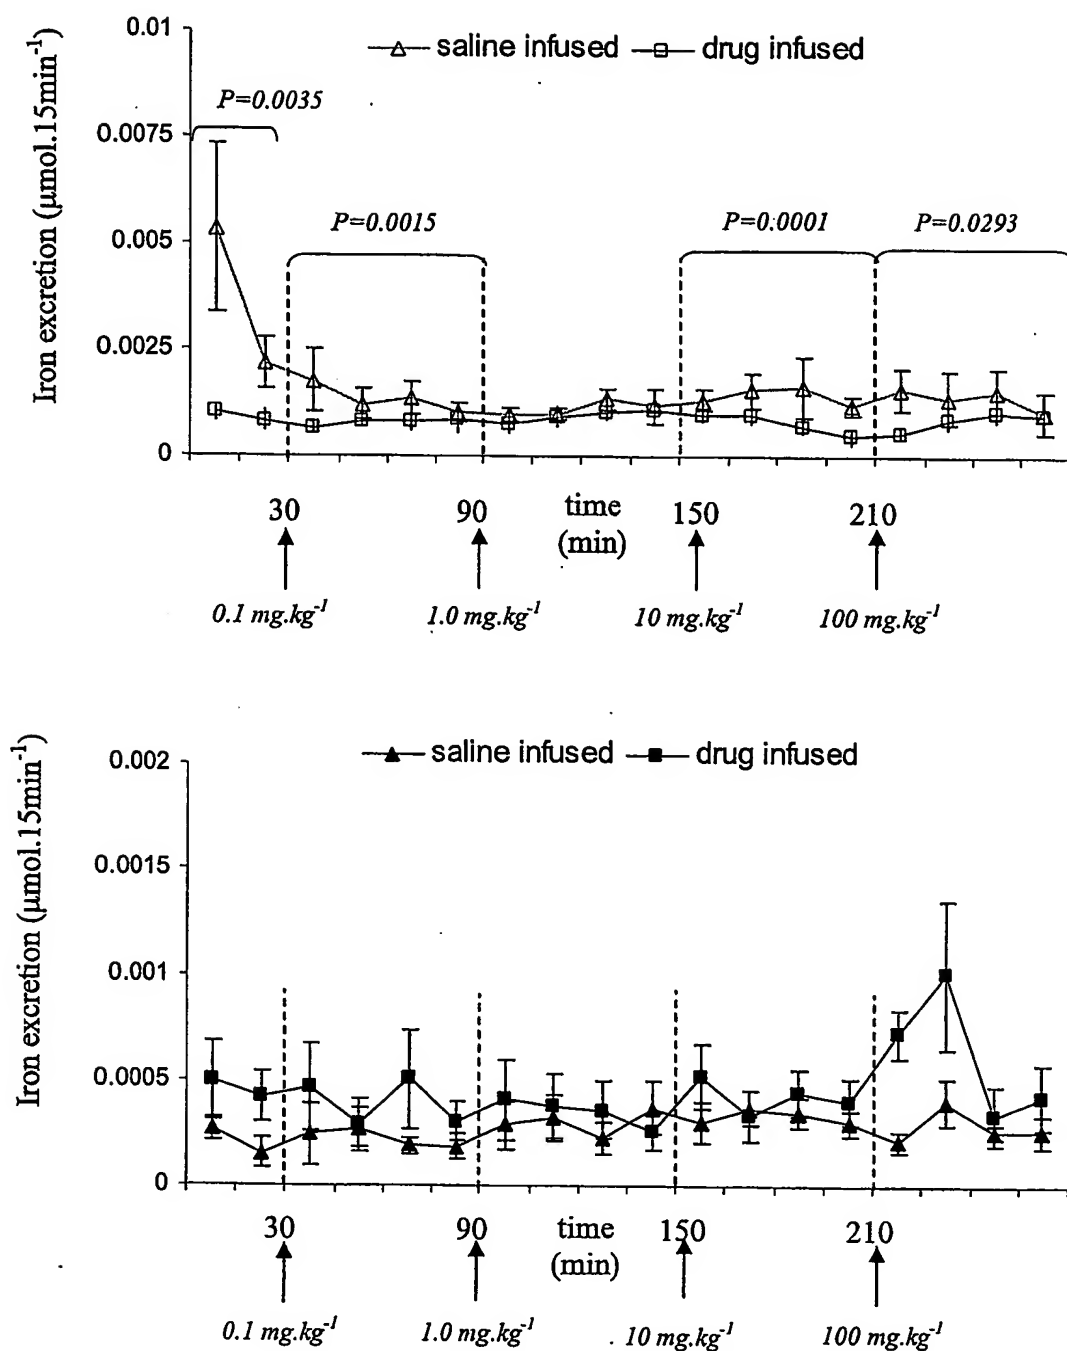 0.01
saline infused drug infused
P=0.0035
0.0075
P=0.0015 P=0.0001 P=0.0293
0.005
0.0025
0
Iron excretion (µmol.15min⁻¹)
30 90 time 150 210
(min)
0.1 mg.kg⁻¹ 1.0 mg.kg⁻¹ 10 mg.kg⁻¹ 100 mg.kg⁻¹
0.002
saline infused drug infused
0.0015
0.001
0.0005
0
Iron excretion (µmol.15min⁻¹)
30 90 time 150 210
(min)
0.1 mg.kg⁻¹ 1.0 mg.kg⁻¹ 10 mg.kg⁻¹ 100 mg.kg⁻¹